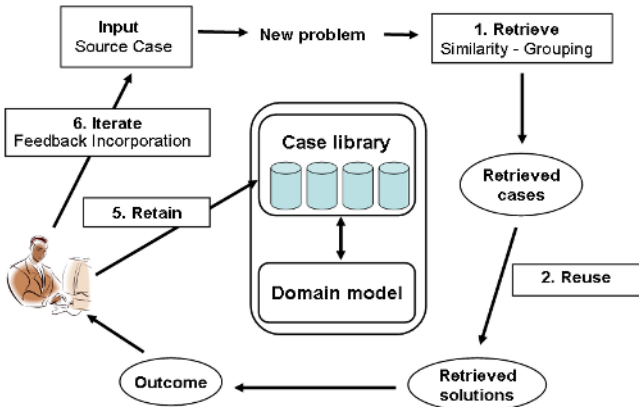 Input
Source Case
New problem
1. Retrieve
Similarity - Grouping
6. Iterate
Feedback Incorporation
Case library
Retrieved
cases
5. Retain
2. Reuse
Domain model
Outcome
Retrieved
solutions